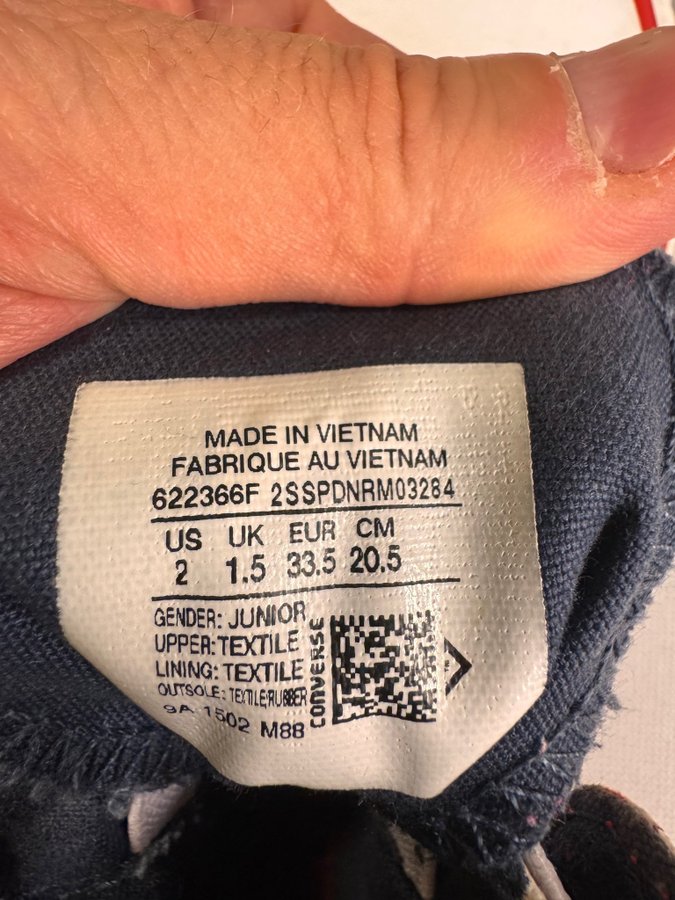 MADE IN VIETNAM
FABRIQUE AU VIETNAM
622366F 2SSPDNRM03284
US UK EUR CM
2 1.5 33.5 20.5
GENDER: JUNIOR
UPPER: TEXTILE
LINING: TEXTILE
OUTSOLE: TEXTILE/RUBBER
9A 1502 M88
CONVERSE